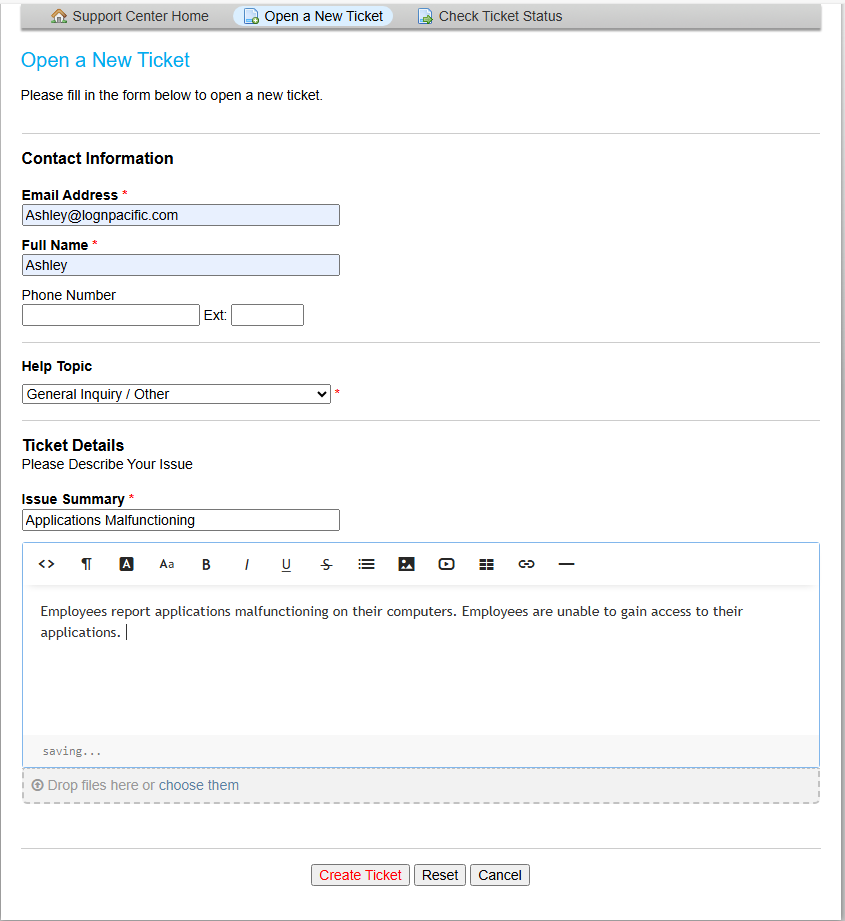 Support Center Home Open a New Ticket Check Ticket Status
Open a New Ticket
Please fill in the form below to open a new ticket.
Contact Information
Email Address *
Ashley@lognpacific.com
Full Name *
Ashley
Phone Number
Ext:
Help Topic
General Inquiry / Other *
Ticket Details
Please Describe Your Issue
Issue Summary *
Applications Malfunctioning
<> ¶ A Aa B I U S
Employees report applications malfunctioning on their computers. Employees are unable to gain access to their
applications.
saving...
Drop files here or choose them
Create Ticket Reset Cancel